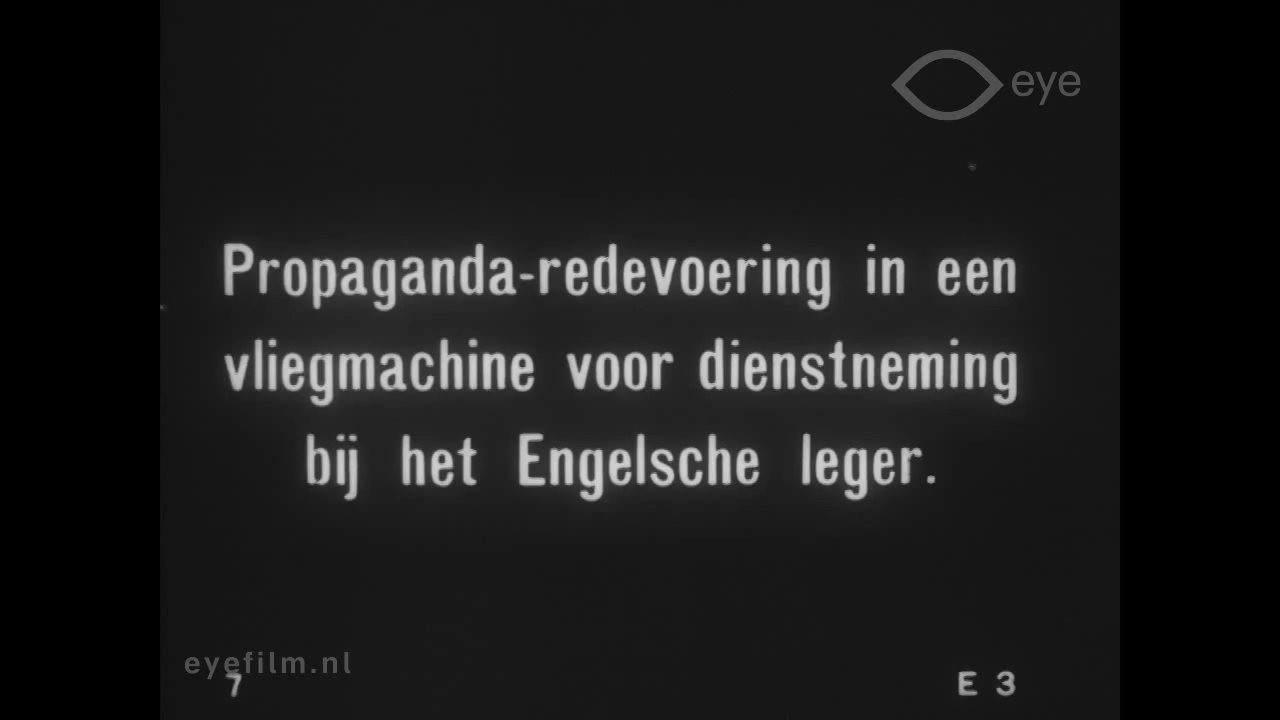 eye
Propaganda-redevoering in een
vliegmachine voor dienstneming
bij het Engelsche leger.
eyefilm.nl
7
E 3